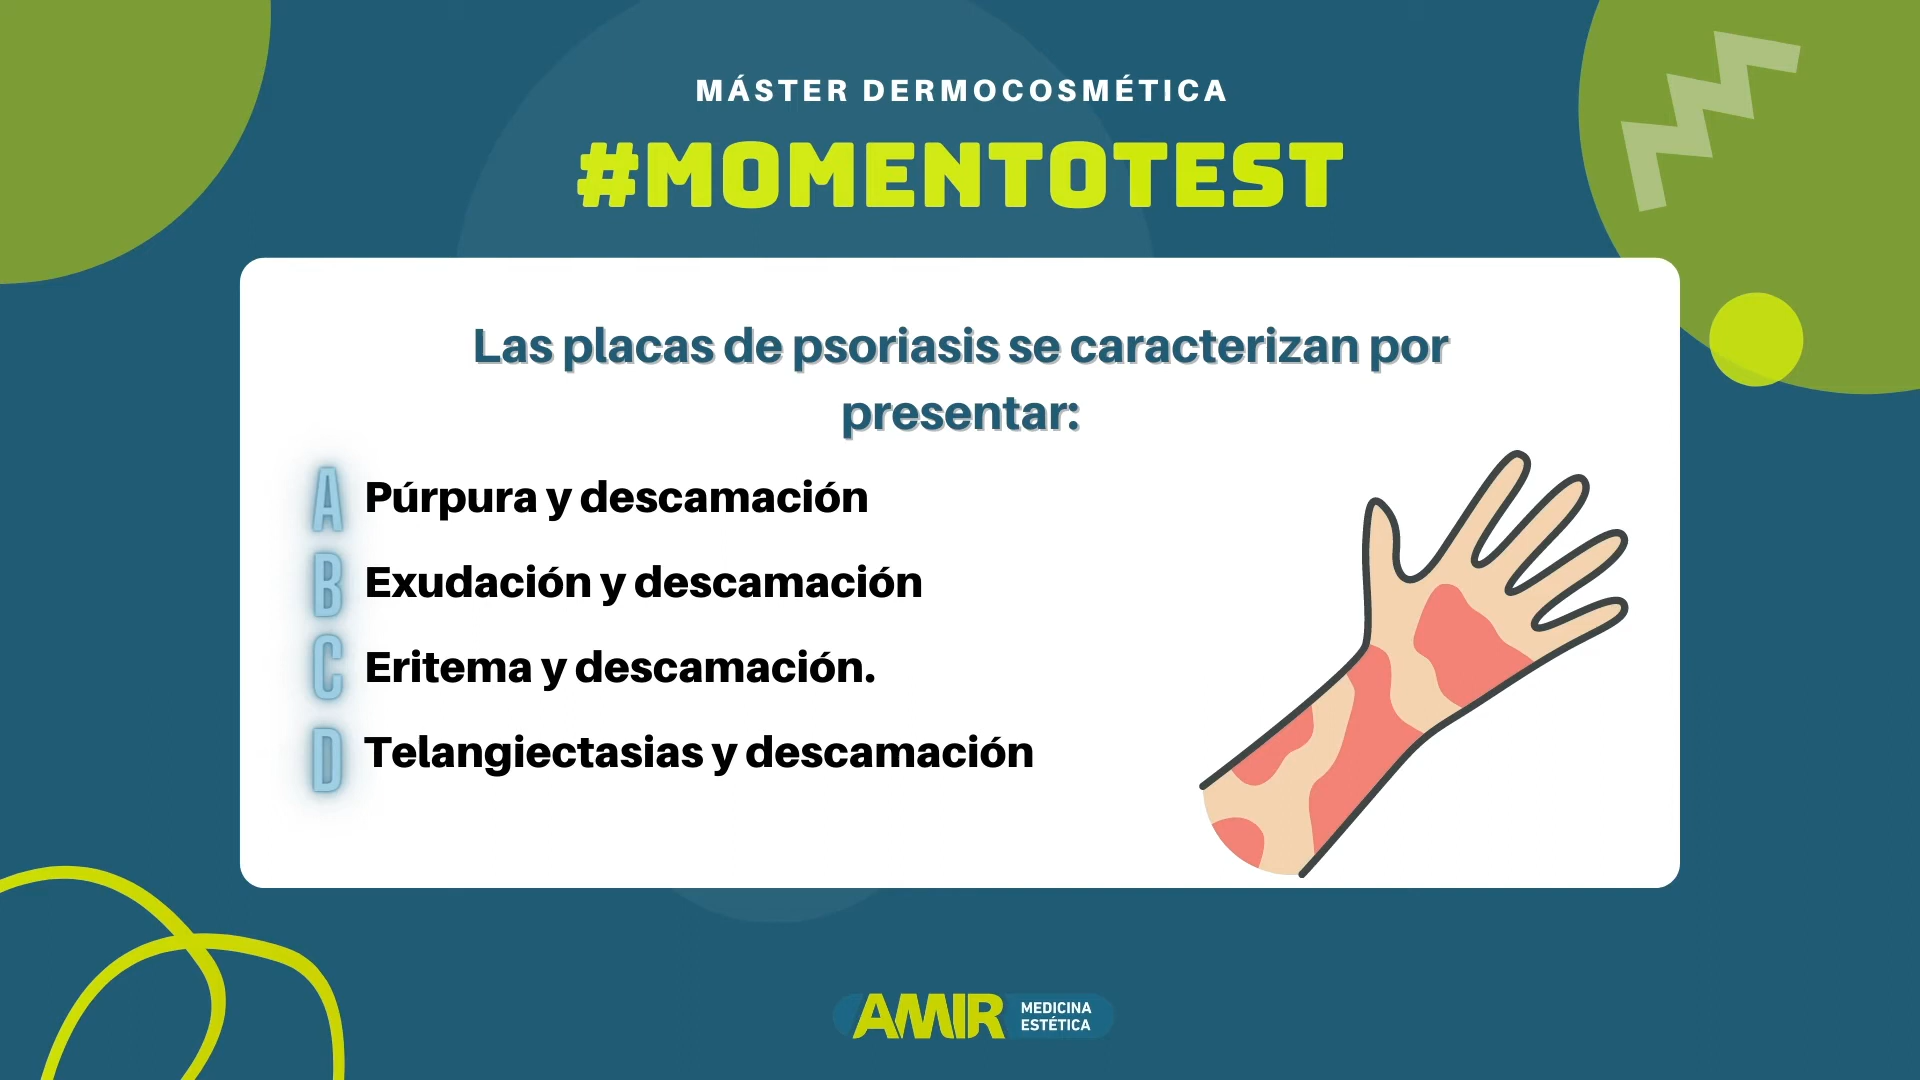 MÁSTER DERMOCOSMÉTICA
#MOMENTOTEST
Las placas de psoriasis se caracterizan por
presentar:
A Púrpura y descamación
B Exudación y descamación
C Eritema y descamación.
D Telangiectasias y descamación
AMIR MEDICINA
ESTÉTICA